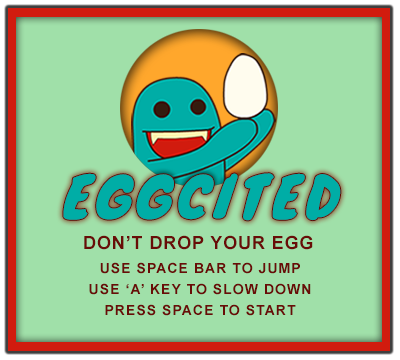 EGGCITED
DON'T DROP YOUR EGG
USE SPACE BAR TO JUMP
USE ‘A’ KEY TO SLOW DOWN
PRESS SPACE TO START